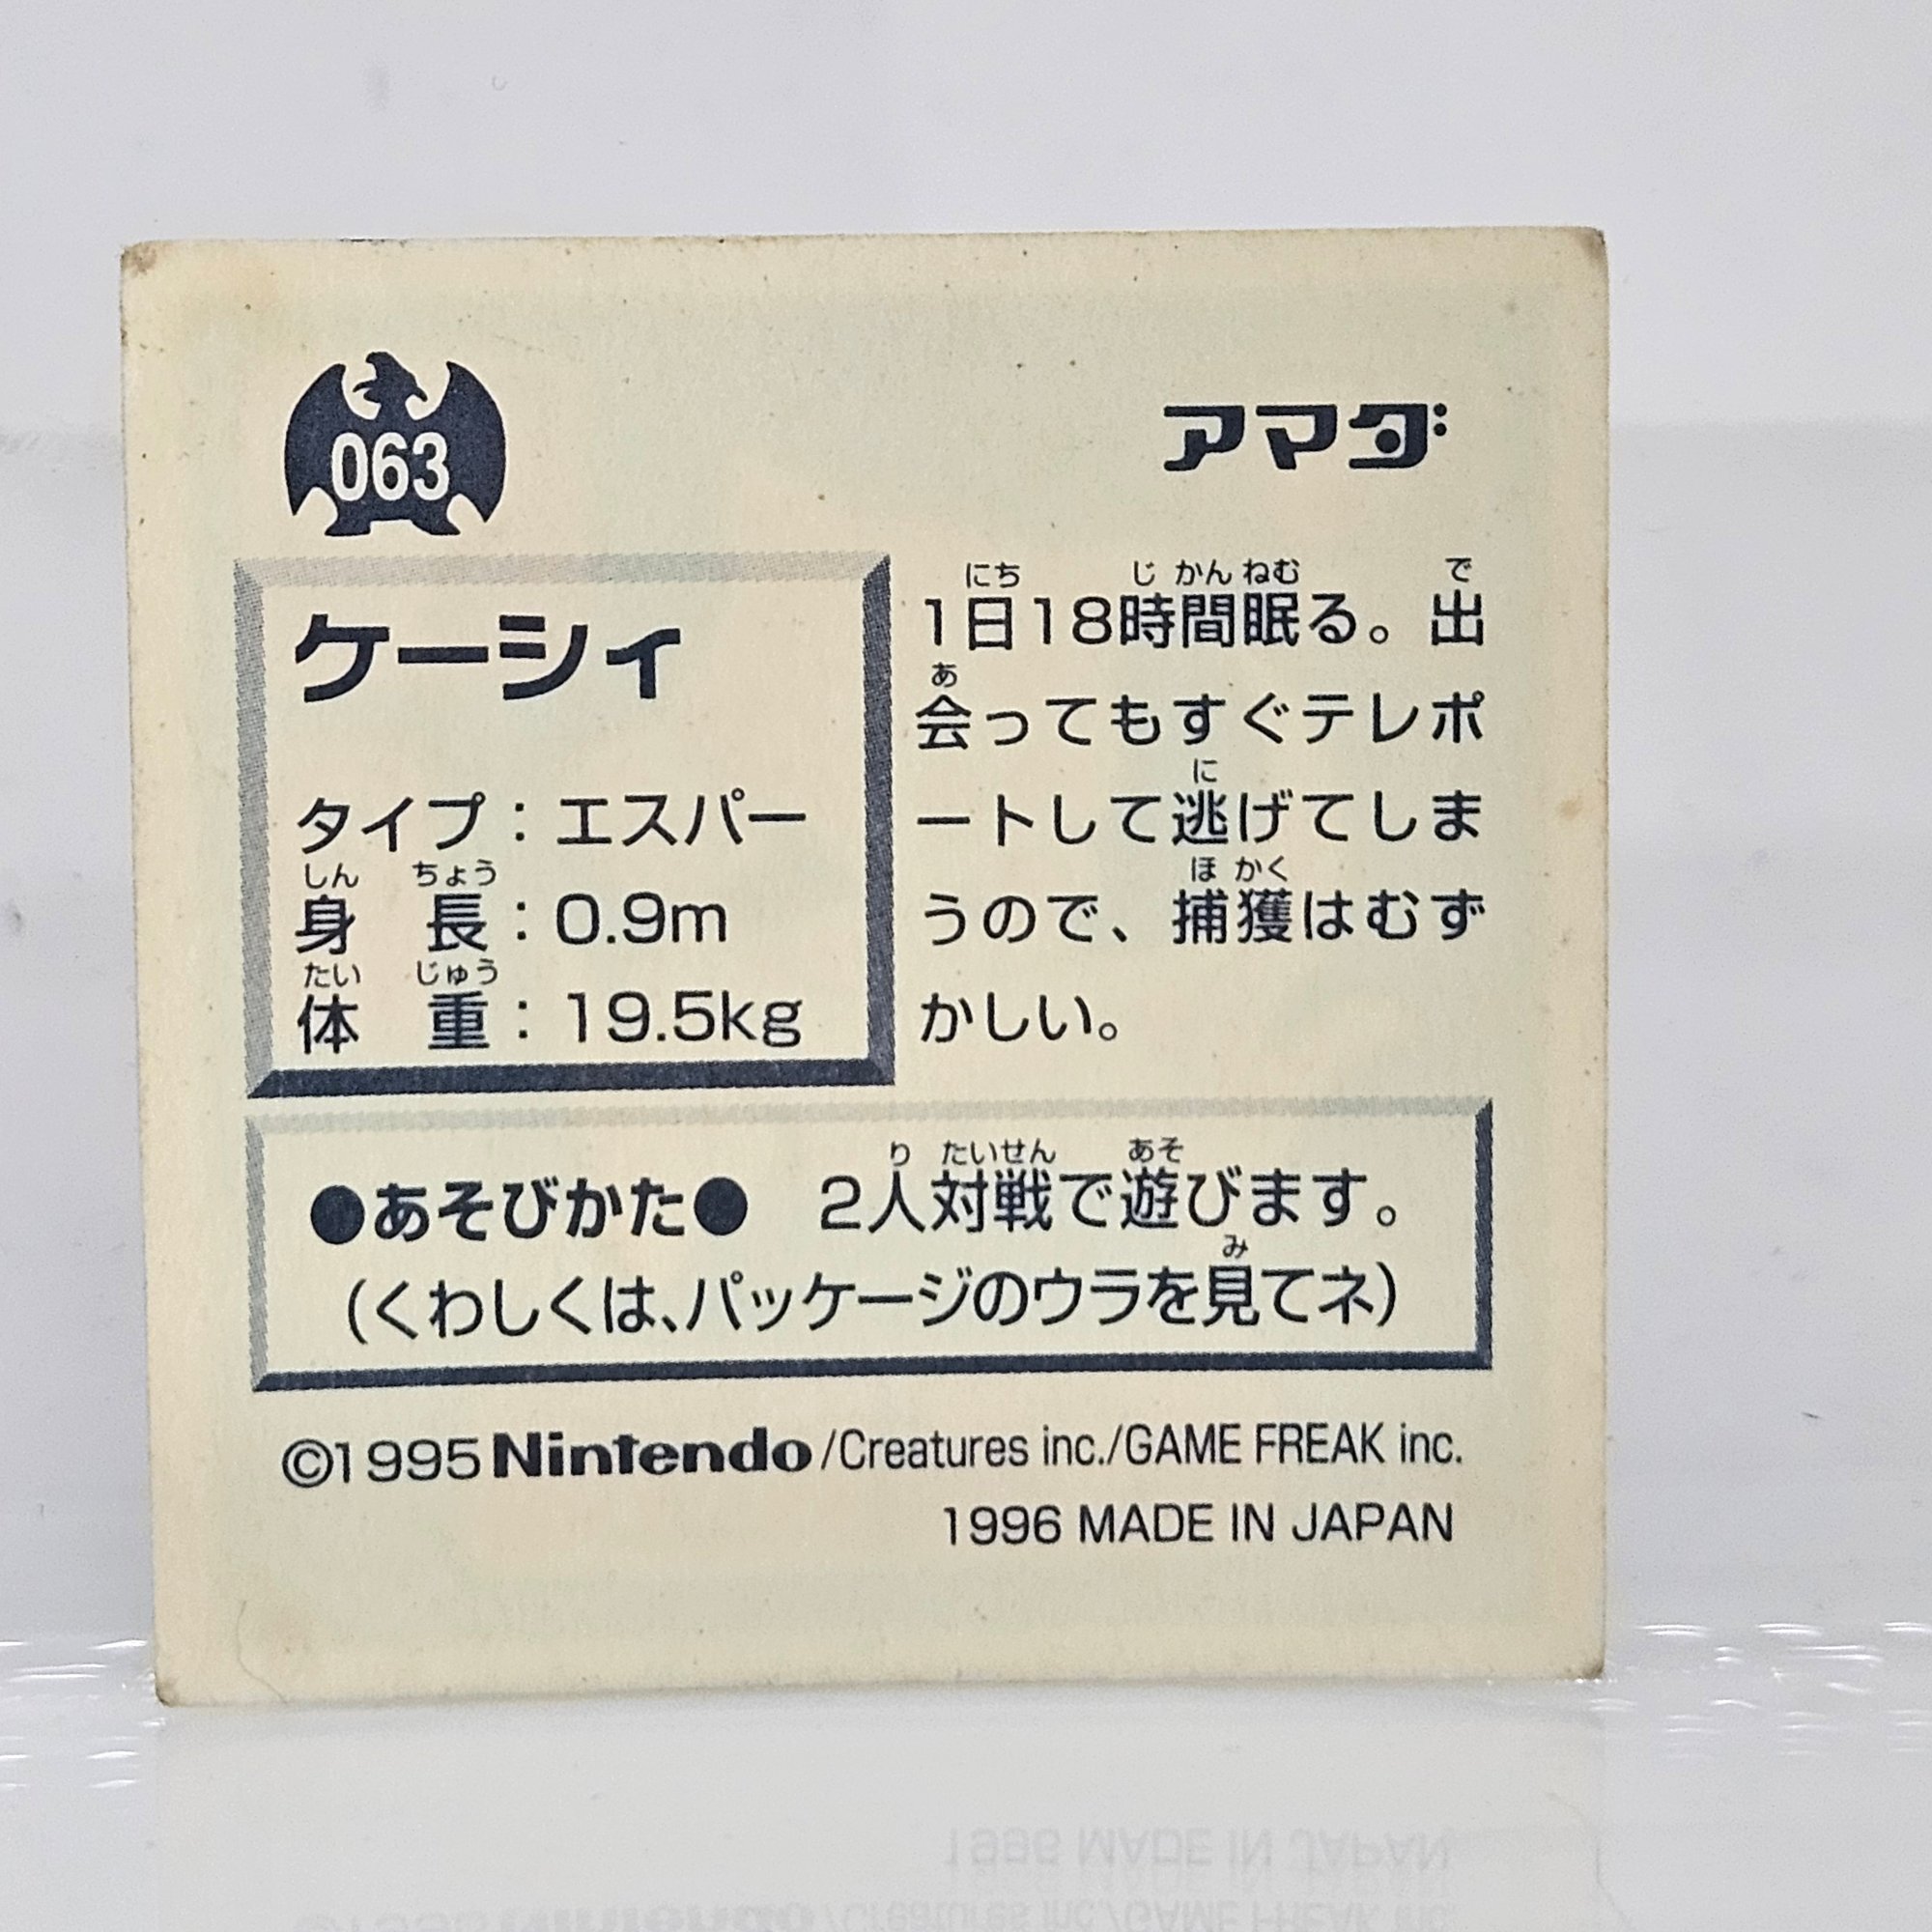 063
アマダ
ケーシィ
タイプ：エスパー
しん ちょう
身 長：0.9m
たい じゅう
体 重：19.5kg
にち じ かん ねむ で
1日18時間眠る。出
あ
会ってもすぐテレポ
に
ートして逃げてしま
ほ かく
うので、捕獲はむず
かしい。
り たいせん あそ
●あそびかた● 2人対戦で遊びます。
み
(くわしくは、パッケージのウラを見てネ)
©1995 Nintendo/Creatures inc./GAME FREAK inc.
1996 MADE IN JAPAN